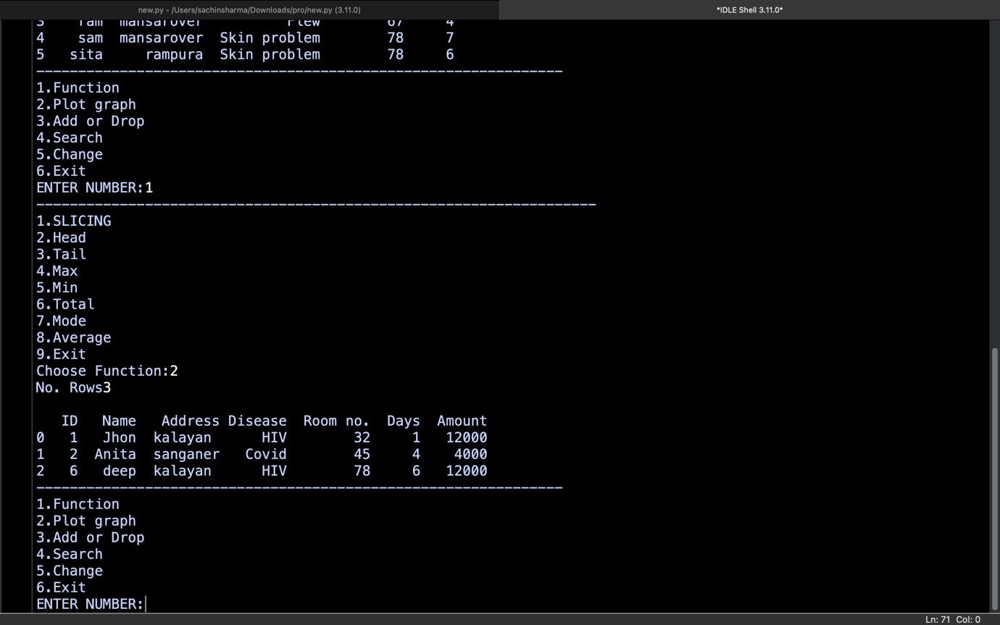 new.py - /Users/sachinsharma/Downloads/pro/new.py (3.11.0)
*IDLE Shell 3.11.0*
3 ram mansarover Flew 67 4
4 sam mansarover Skin problem 78 7
5 sita rampura Skin problem 78 6
---------------------------------------------------------------
1.Function
2.Plot graph
3.Add or Drop
4.Search
5.Change
6.Exit
ENTER NUMBER:1
-------------------------------------------------------------------
1.SLICING
2.Head
3.Tail
4.Max
5.Min
6.Total
7.Mode
8.Average
9.Exit
Choose Function:2
No. Rows3
ID Name Address Disease Room no. Days Amount
0 1 Jhon kalayan HIV 32 1 12000
1 2 Anita sanganer Covid 45 4 4000
2 6 deep kalayan HIV 78 6 12000
---------------------------------------------------------------
1.Function
2.Plot graph
3.Add or Drop
4.Search
5.Change
6.Exit
ENTER NUMBER:
Ln: 71 Col: 0